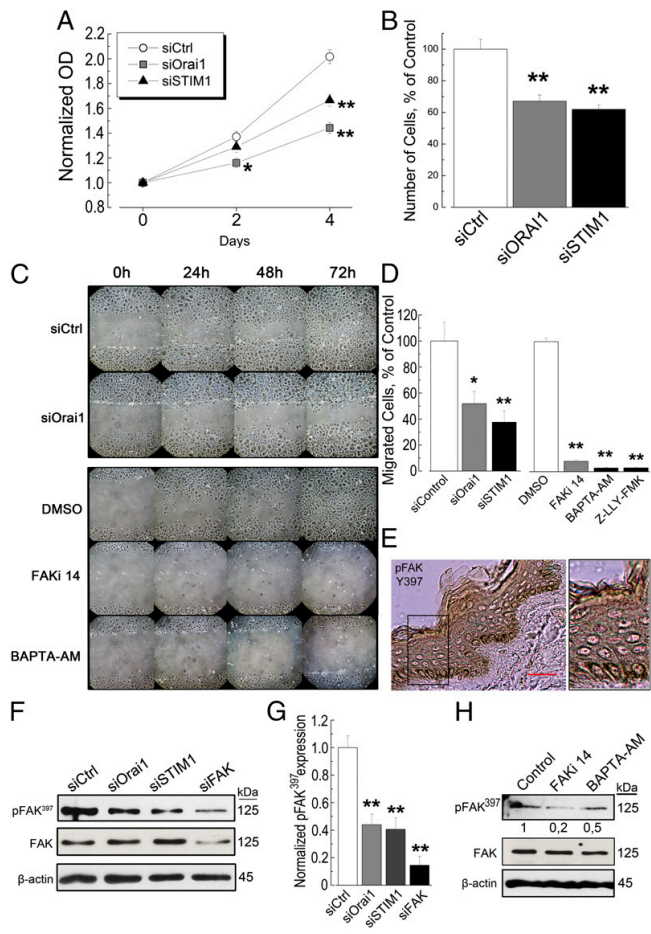 A
siCtrl
siOrai1
siSTIM1
Normalized OD
2.2
2.0
1.8
1.6
1.4
1.2
1.0
0.8
**
**
*
0
2
4
Days
B
Number of Cells, % of Control
100
80
60
40
20
0
**
**
siCtrl
siORAI1
siSTIM1
C
0h
24h
48h
72h
siCtrl
siOrai1
DMSO
FAKi 14
BAPTA-AM
D
Migrated Cells, % of Control
120
100
80
60
40
20
0
*
**
**
**
**
siControl
siOrai1
siSTIM1
DMSO
FAKi 14
BAPTA-AM
Z-LLY-FMK
E
pFAK
Y397
F
siCtrl
siOrai1
siSTIM1
siFAK
kDa
pFAK397
125
FAK
125
β-actin
45
G
Normalized pFAK397expression
1.2
1.0
0.8
0.6
0.4
0.2
0
**
**
**
siCtrl
siOrai1
siSTIM1
siFAK
H
Control
FAKi 14
BAPTA-AM
kDa
pFAK397
125
1
0,2
0,5
FAK
125
β-actin
45